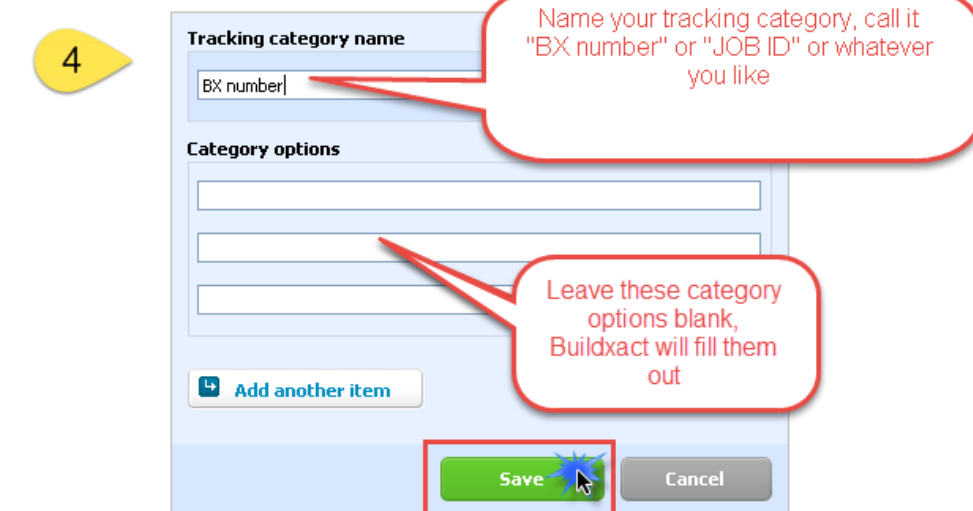 Name your tracking category, call it
"BX number" or "JOB ID" or whatever
you like
4
Tracking category name
BX number
Category options
Leave these category
options blank,
Buildxact will fill them
out
Add another item
Save
Cancel